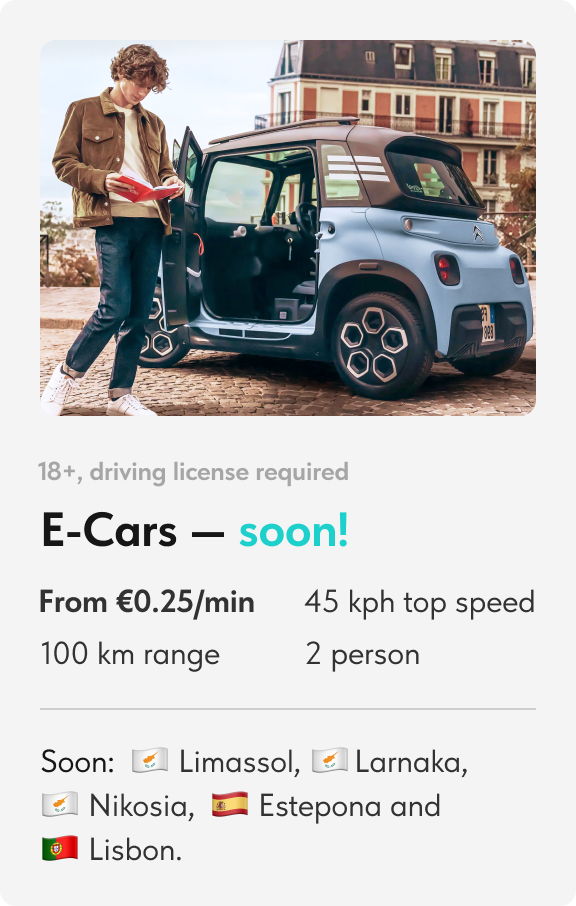 18+, driving license required
E-Cars — soon!
From €0.25/min 45 kph top speed
100 km range 2 person
Soon: 🇨🇾 Limassol, 🇨🇾 Larnaka,
🇨🇾 Nikosia, 🇪🇸 Estepona and
🇵🇹 Lisbon.